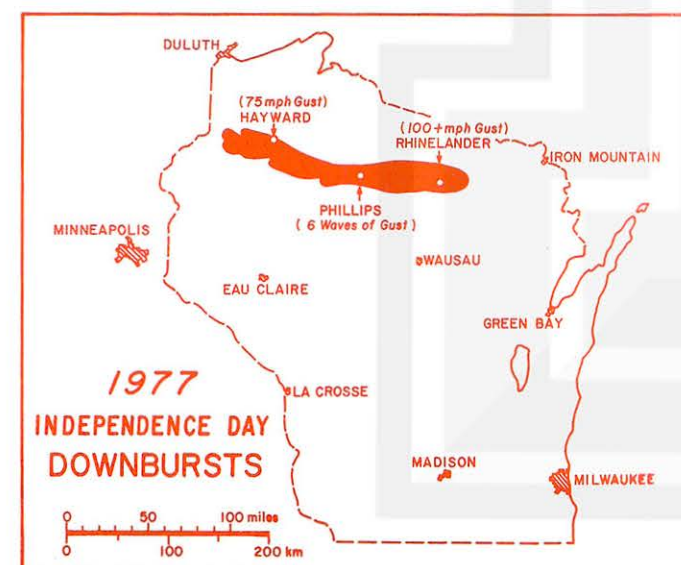 DULUTH
(75 mph Gust)
HAYWARD
(100+mph Gust)
RHINELANDER
IRON MOUNTAIN
PHILLIPS
( 6 Waves of Gust)
MINNEAPOLIS
WAUSAU
EAU CLAIRE
GREEN BAY
1977
INDEPENDENCE DAY
DOWNBURSTS
LA CROSSE
MADISON
MILWAUKEE
0 50 100 miles
0 100 200 km